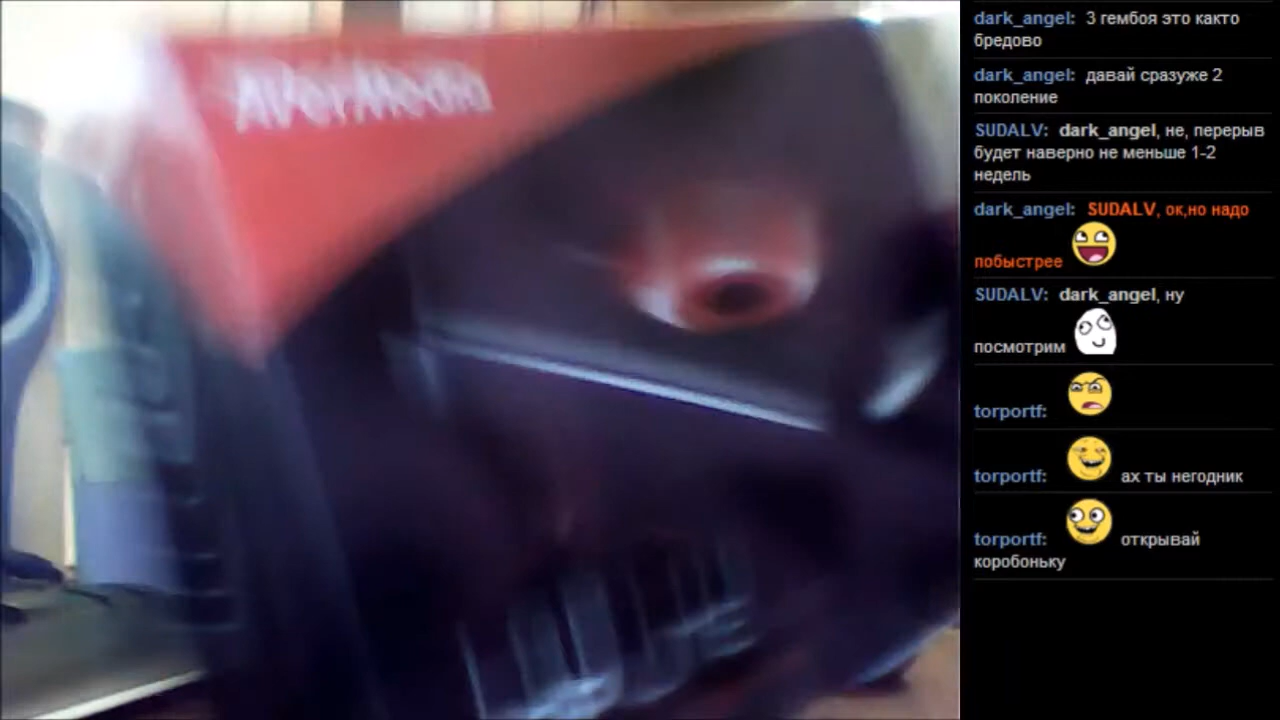 AVerMedia
dark_angel: 3 гембоя это както
бредово
dark_angel: давай сразуже 2
поколение
SUDALV: dark_angel, не, перерыв
будет наверно не меньше 1-2
недель
dark_angel: SUDALV, ок,но надо
побыстрее
SUDALV: dark_angel, ну
посмотрим
torportf:
torportf: ах ты негодник
torportf: открывай
коробоньку